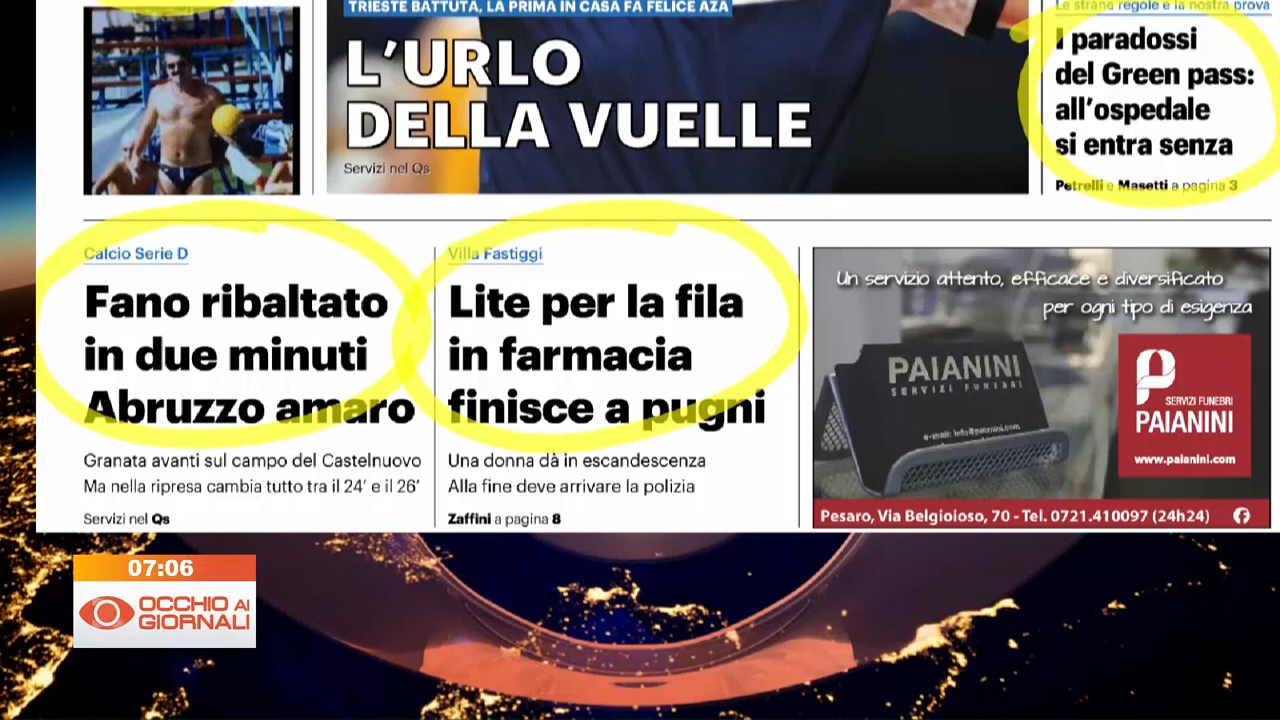 TRIESTE BATTUTA, LA PRIMA IN CASA FA FELICE AZA
L'URLO
DELLA VUELLE
Servizi nel Qs
Le strane regole e la nostra prova
I paradossi
del Green pass:
all'ospedale
si entra senza
Petrelli e Masetti a pagina 3
Calcio Serie D
Fano ribaltato
in due minuti
Abruzzo amaro
Granata avanti sul campo del Castelnuovo
Ma nella ripresa cambia tutto tra il 24' e il 26'
Servizi nel Qs
Villa Fastiggi
Lite per la fila
in farmacia
finisce a pugni
Una donna dà in escandescenza
Alla fine deve arrivare la polizia
Zaffini a pagina 8
Un servizio attento, efficace e diversificato
per ogni tipo di esigenza
PAIANINI
SERVIZI FUNEBRI
e-mail: info@paianini.com
SERVIZI FUNEBRI
PAIANINI
www.paianini.com
Pesaro, Via Belgioioso, 70 - Tel. 0721.410097 (24h24)
07:06
OCCHIO AI
GIORNALI